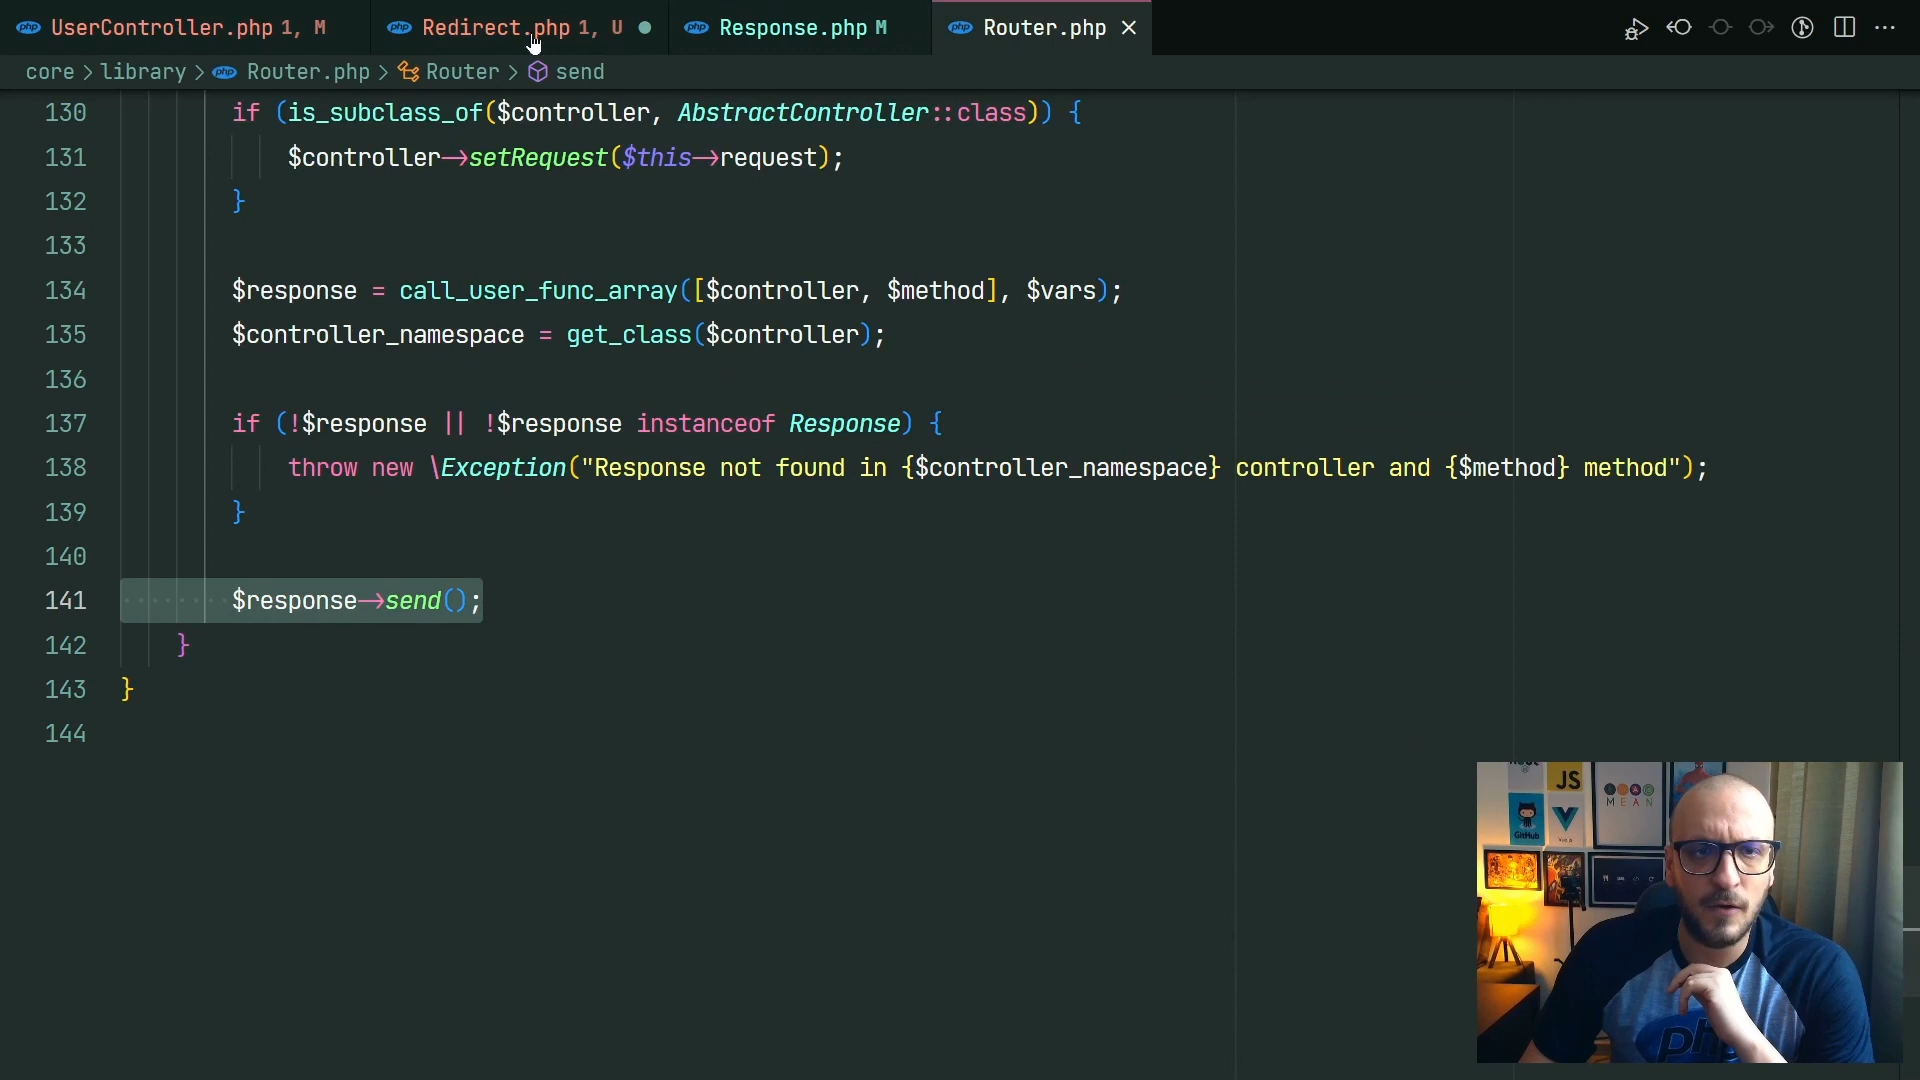 UserController.php 1, M
Redirect.php 1, U
Response.php M
Router.php
core > library > Router.php > Router > send
130 if (is_subclass_of($controller, AbstractController::class)) {
131 $controller->setRequest($this->request);
132 }
133
134 $response = call_user_func_array([$controller, $method], $vars);
135 $controller_namespace = get_class($controller);
136
137 if (!$response || !$response instanceof Response) {
138 throw new \Exception("Response not found in {$controller_namespace} controller and {$method} method");
139 }
140
141 $response->send();
142 }
143 }
144
JS
MEAN
GitHub
php